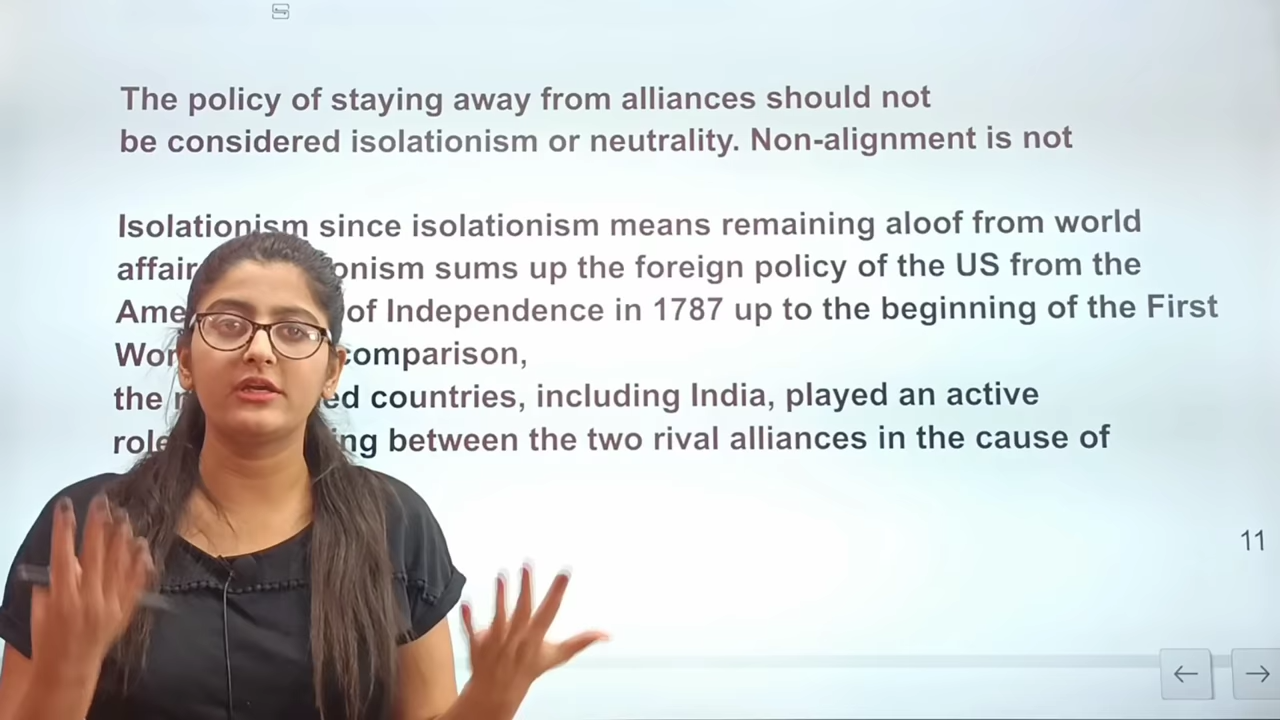 The policy of staying away from alliances should not
be considered isolationism or neutrality. Non-alignment is not
Isolationism since isolationism means remaining aloof from world
affair onism sums up the foreign policy of the US from the
Ame of Independence in 1787 up to the beginning of the First
Wor comparison,
the ed countries, including India, played an active
role ng between the two rival alliances in the cause of
11